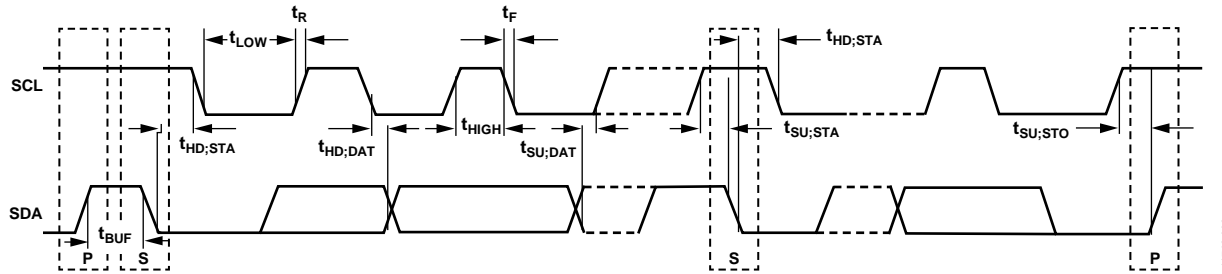 tR
tF
tLOW
tHD;STA
SCL
tHD;STA
tHD;DAT
tHIGH
tSU;DAT
tSU;STA
tSU;STO
SDA
tBUF
P
S
S
P